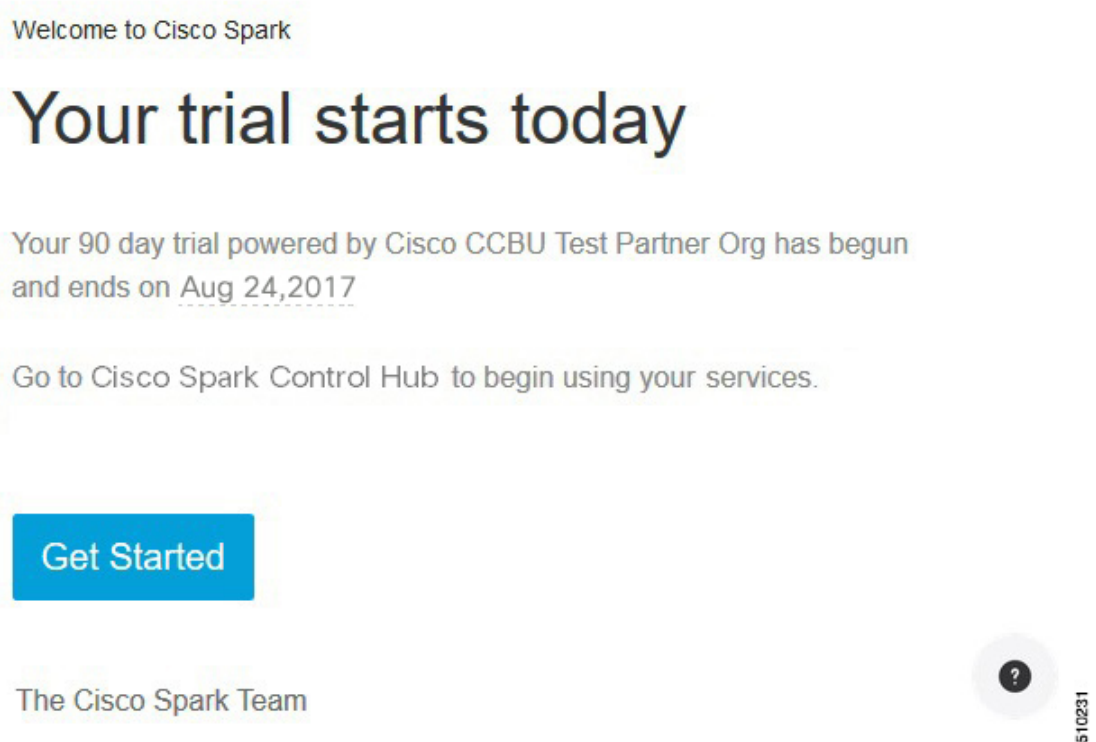 Welcome to Cisco Spark
Your trial starts today
Your 90 day trial powered by Cisco CCBU Test Partner Org has begun
and ends on Aug 24,2017
Go to Cisco Spark Control Hub to begin using your services.
Get Started
The Cisco Spark Team
?
510231